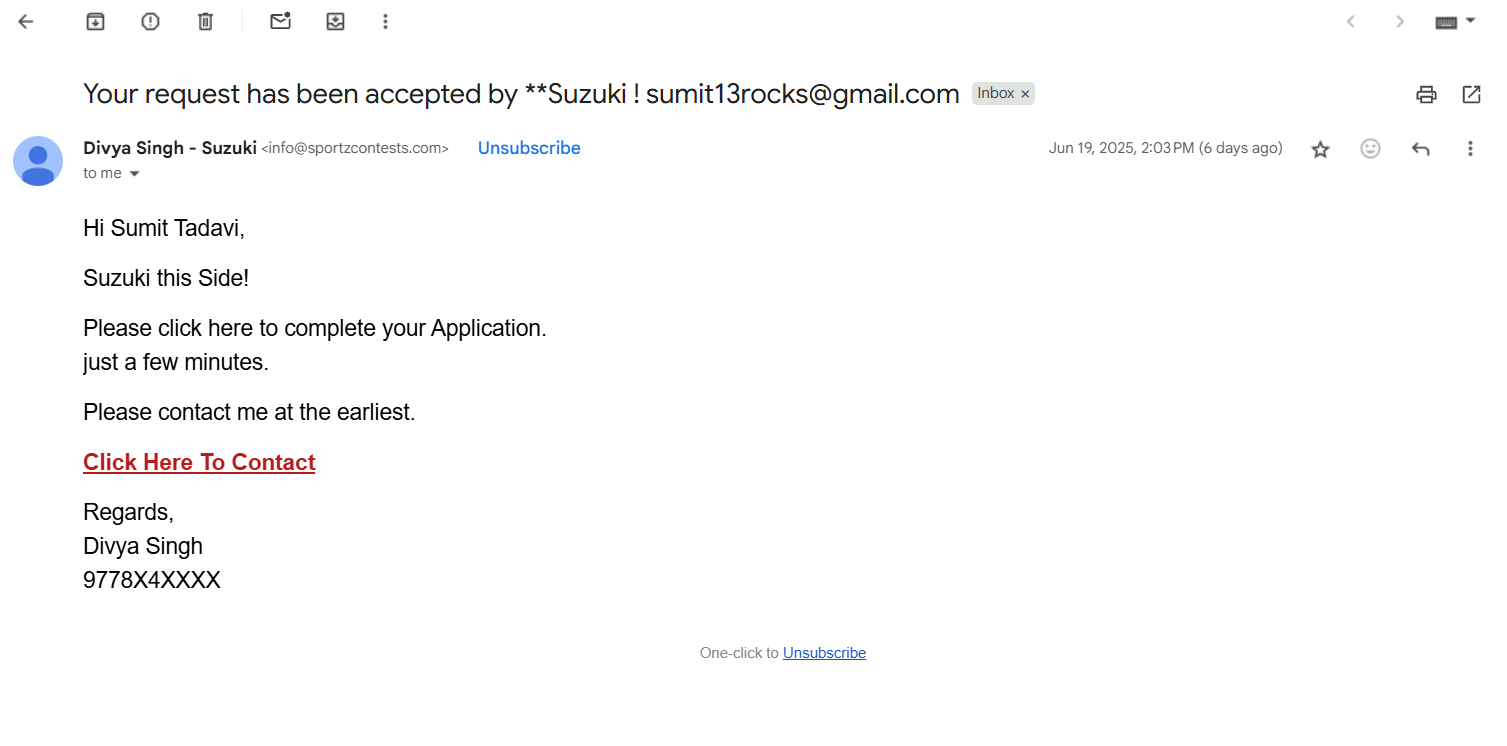 Your request has been accepted by **Suzuki ! sumit13rocks@gmail.com Inbox ×
Divya Singh - Suzuki <info@sportzcontests.com> Unsubscribe Jun 19, 2025, 2:03 PM (6 days ago)
to me
Hi Sumit Tadavi,
Suzuki this Side!
Please click here to complete your Application.
just a few minutes.
Please contact me at the earliest.
Click Here To Contact
Regards,
Divya Singh
9778X4XXXX
One-click to Unsubscribe